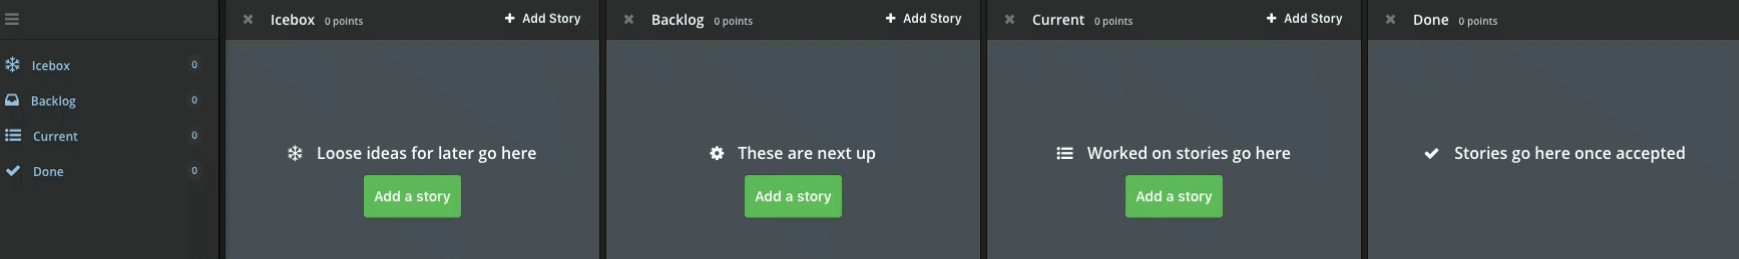 Icebox 0
Backlog 0
Current 0
Done 0
Icebox 0 points + Add Story
Loose ideas for later go here
Add a story
Backlog 0 points + Add Story
These are next up
Add a story
Current 0 points + Add Story
Worked on stories go here
Add a story
Done 0 points
Stories go here once accepted